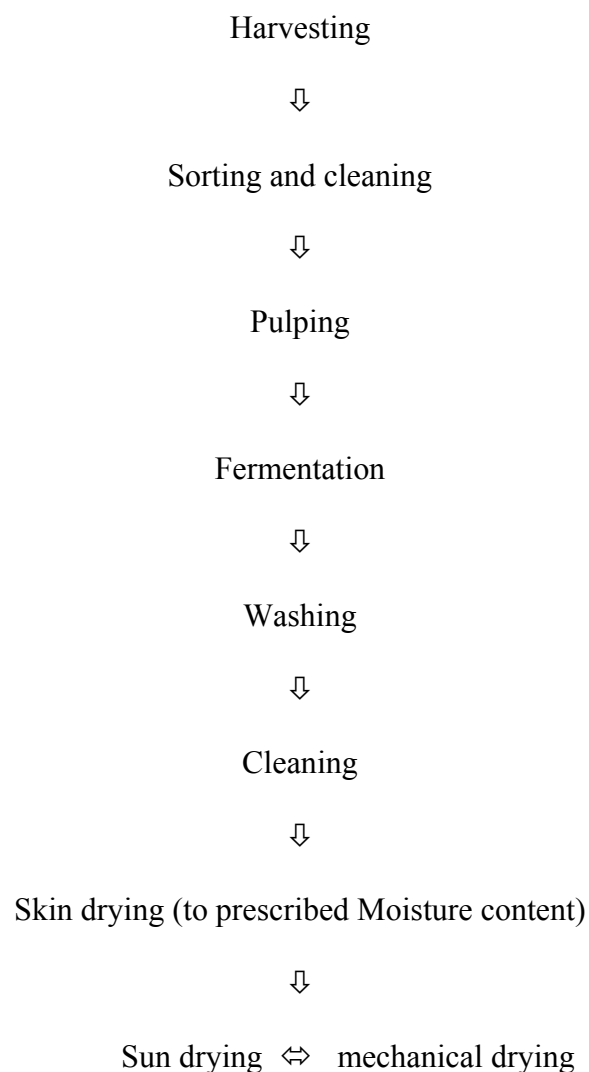 Harvesting
⇩
Sorting and cleaning
⇩
Pulping
⇩
Fermentation
⇩
Washing
⇩
Cleaning
⇩
Skin drying (to prescribed Moisture content)
⇩
Sun drying ⇔ mechanical drying